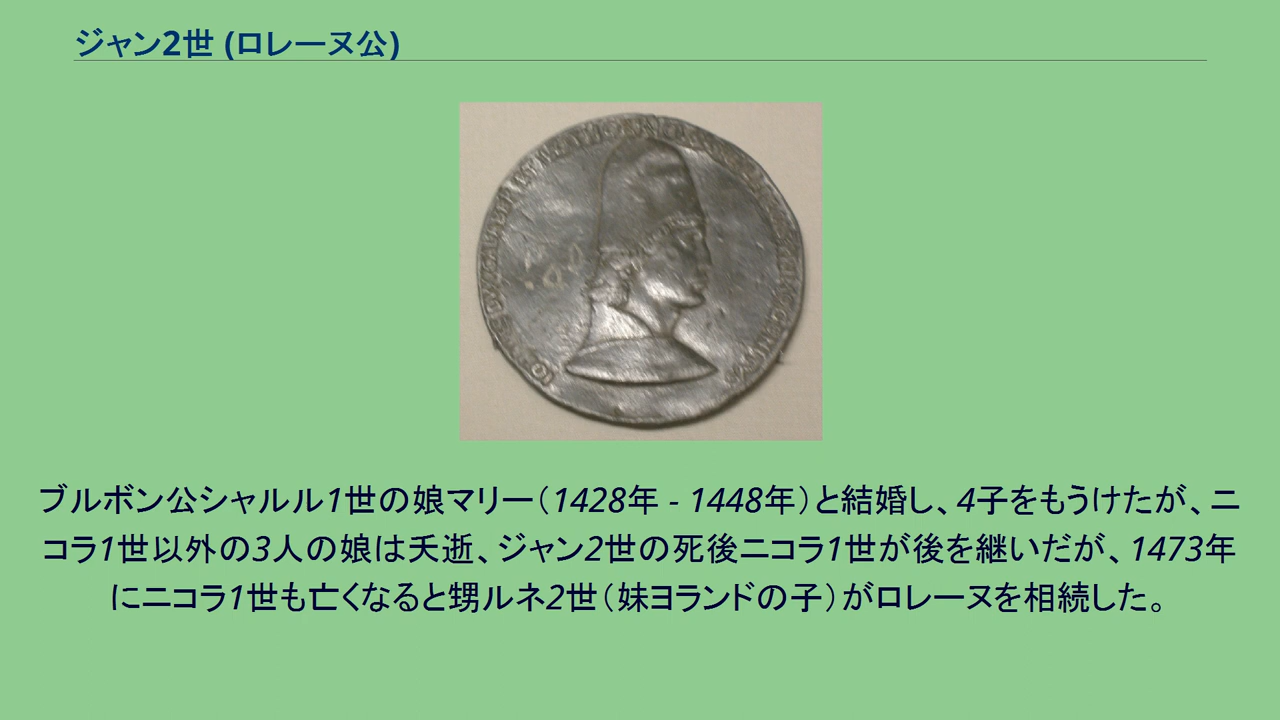 ジャン2世 (ロレーヌ公)
ブルボン公シャルル1世の娘マリー（1428年 - 1448年）と結婚し、4子をもうけたが、ニ
コラ1世以外の3人の娘は夭逝、ジャン2世の死後ニコラ1世が後を継いだが、1473年
にニコラ1世も亡くなると甥ルネ2世（妹ヨランドの子）がロレーヌを相続した。